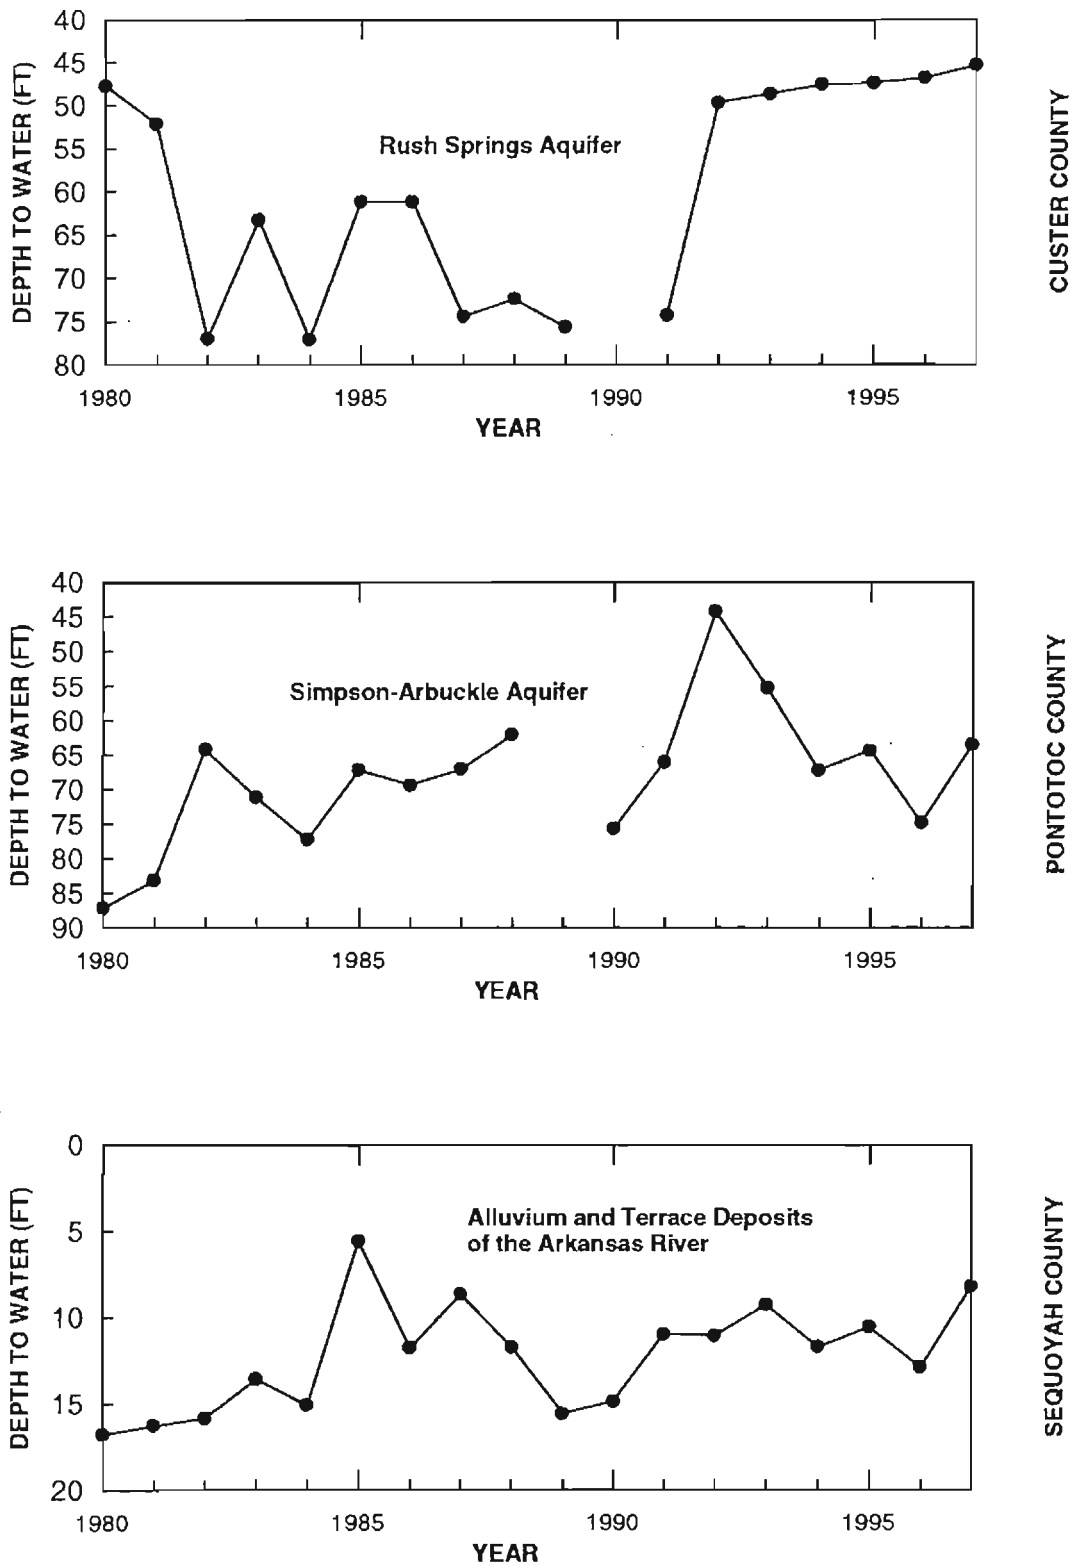 40
45
50
55
60
65
70
75
80
DEPTH TO WATER (FT)
Rush Springs Aquifer
CUSTER COUNTY
1980
1985
1990
1995
YEAR
40
45
50
55
60
65
70
75
80
85
90
DEPTH TO WATER (FT)
Simpson-Arbuckle Aquifer
PONTOTOC COUNTY
1980
1985
1990
1995
YEAR
0
5
10
15
20
DEPTH TO WATER (FT)
Alluvium and Terrace Deposits
of the Arkansas River
SEQUOYAH COUNTY
1980
1985
1990
1995
YEAR